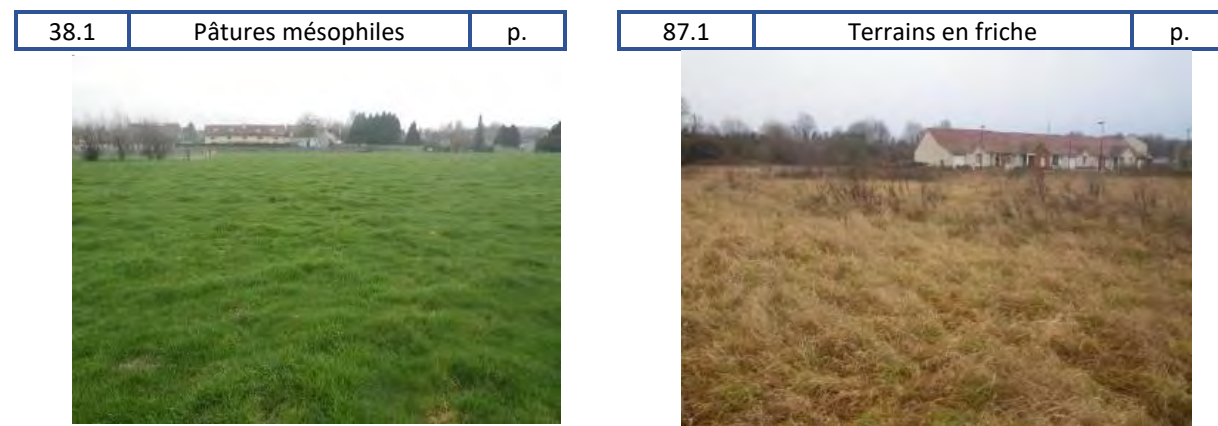 38.1 Pâtures mésophiles p.
87.1 Terrains en friche p.